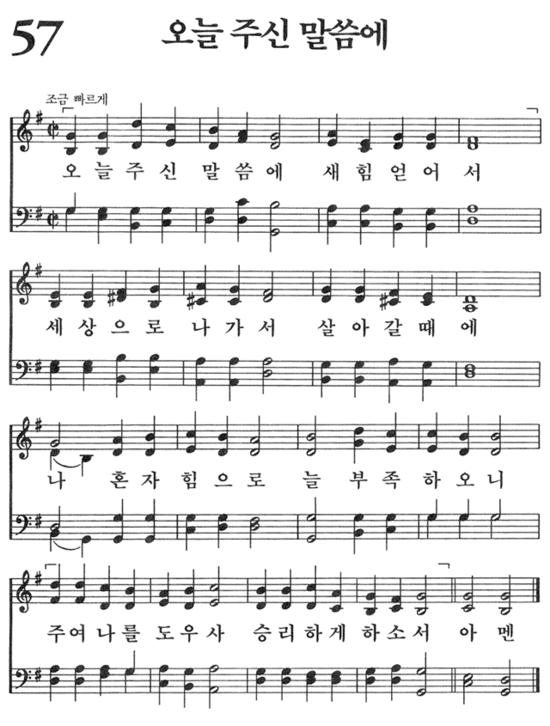 57
오늘 주신 말씀에
조금 빠르게
오 늘 주 신 말 씀 에 새 힘 얻 어 서
세 상 으 로 나 가 서 살 아 갈 때 에
나 혼 자 힘 으 로 늘 부 족 하 오 니
주 여 나 를 도 우 사 승 리 하 게 하 소 서 아 멘